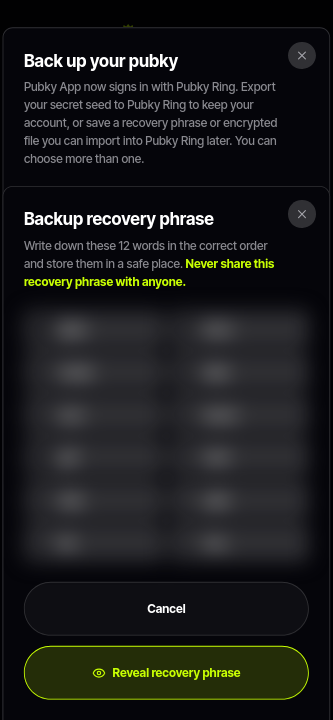 Back up your pubky
Pubky App now signs in with Pubky Ring. Export
your secret seed to Pubky Ring to keep your
account, or save a recovery phrase or encrypted
file you can import into Pubky Ring later. You can
choose more than one.
Backup recovery phrase
Write down these 12 words in the correct order
and store them in a safe place. Never share this
recovery phrase with anyone.
Cancel
Reveal recovery phrase